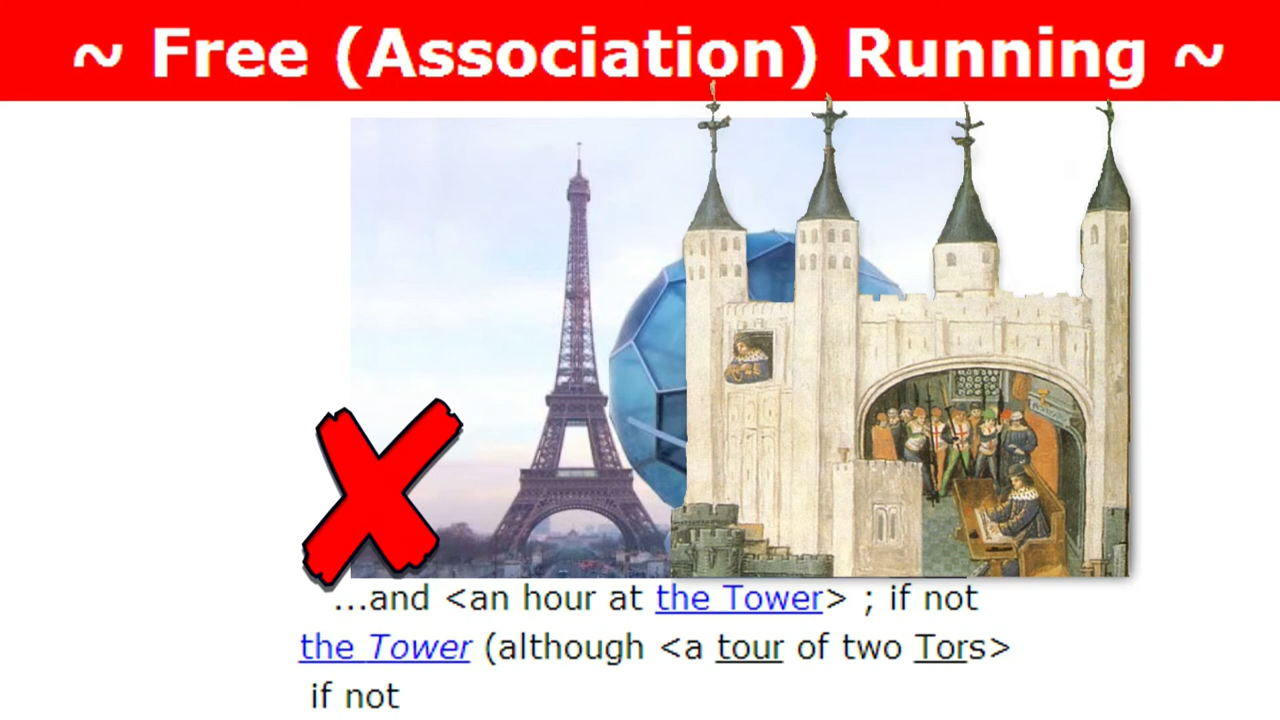 ~ Free (Association) Running ~
...and <an hour at the Tower> ; if not
the Tower (although <a tour of two Tors>
if not